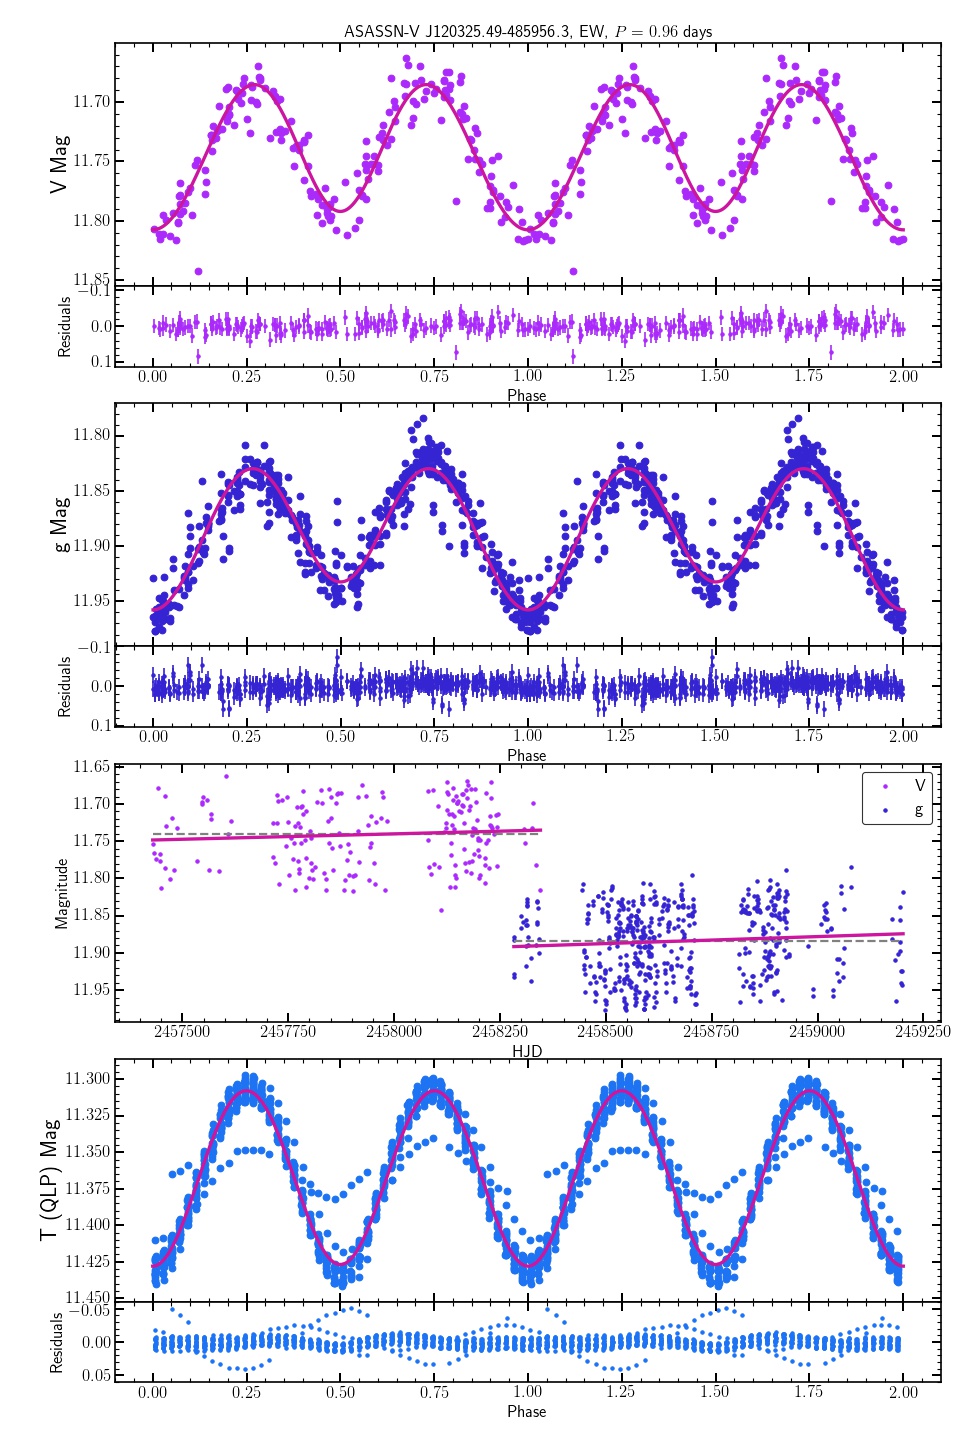 ASASSN-V J120325.49-485956.3, EW, P = 0.96 days
V Mag
11.70
11.75
11.80
11.85
Residuals
−0.1
0.0
0.1
0.00 0.25 0.50 0.75 1.00 1.25 1.50 1.75 2.00
Phase
g Mag
11.80
11.85
11.90
11.95
Residuals
−0.1
0.0
0.1
0.00 0.25 0.50 0.75 1.00 1.25 1.50 1.75 2.00
Phase
Magnitude
11.65
11.70
11.75
11.80
11.85
11.90
11.95
V
g
2457500 2457750 2458000 2458250 2458500 2458750 2459000 2459250
HJD
T (QLP) Mag
11.300
11.325
11.350
11.375
11.400
11.425
11.450
Residuals
−0.05
0.00
0.05
0.00 0.25 0.50 0.75 1.00 1.25 1.50 1.75 2.00
Phase